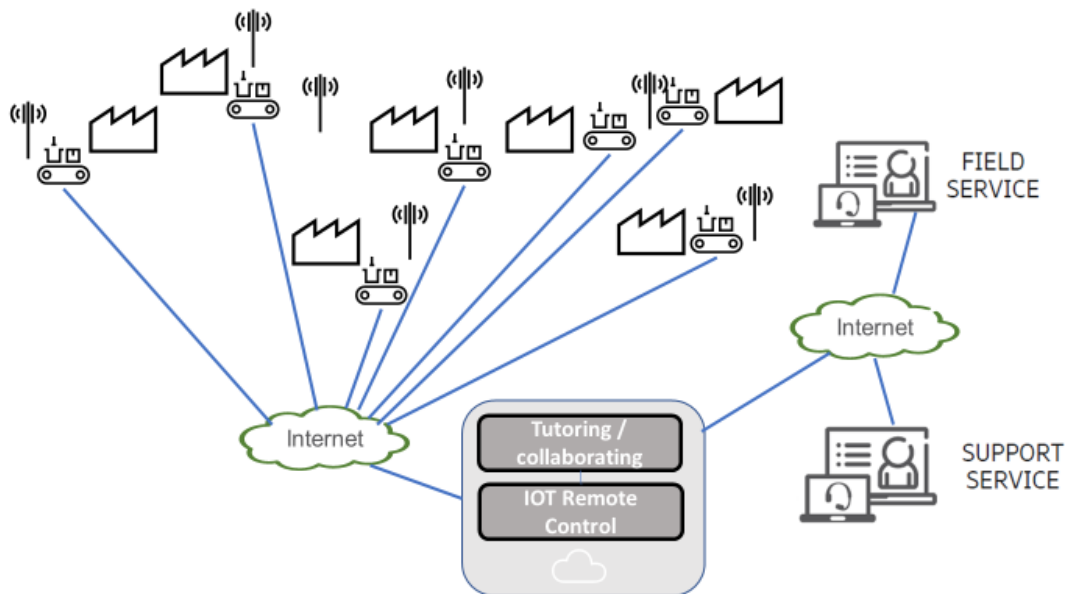 FIELD
SERVICE
Internet
Internet
Tutoring /
collaborating
IOT Remote
Control
SUPPORT
SERVICE